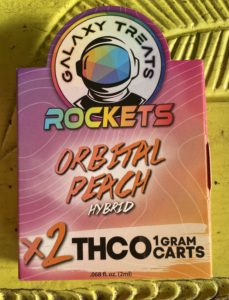 GALAXY TREATS
ROCKETS
ORBITAL
PEACH
HYBRID
x2 THCO 1 GRAM CARTS
.068 fl. oz. (2ml)